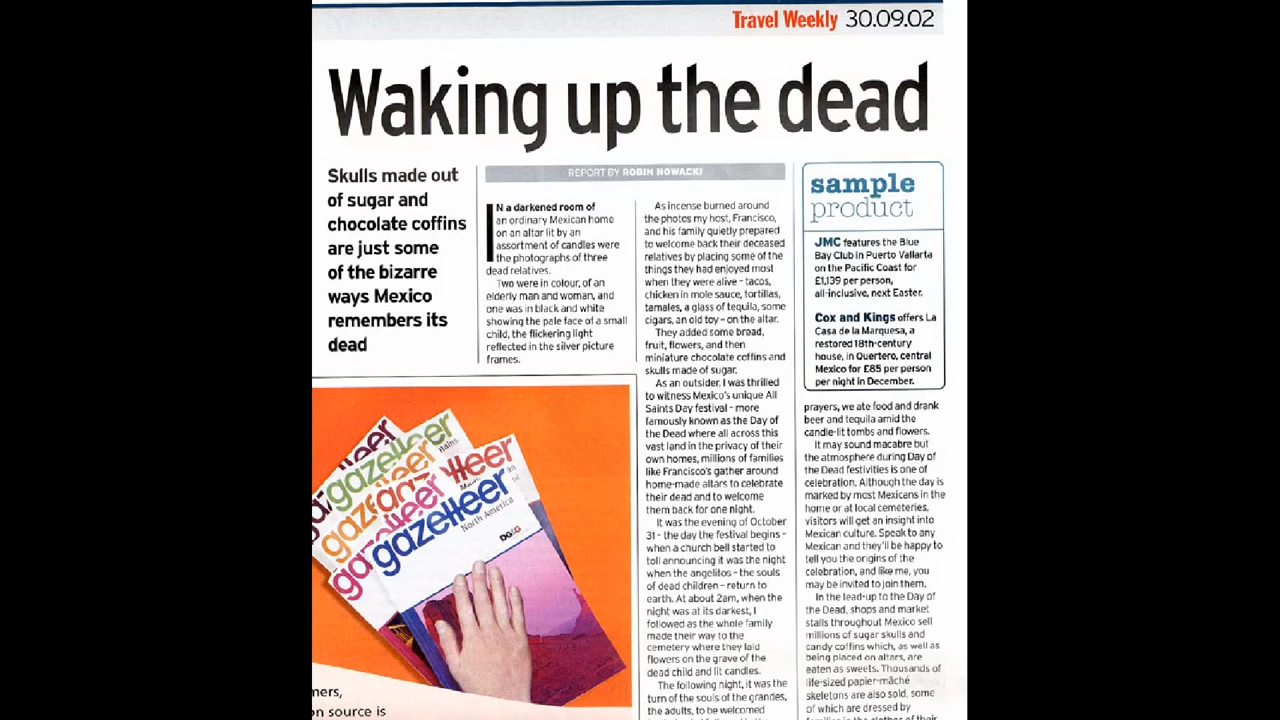 Travel Weekly 30.09.02
Waking up the dead
Skulls made out
of sugar and
chocolate coffins
are just some
of the bizarre
ways Mexico
remembers its
dead
REPORT BY ROBIN NOWACKI
IN a darkened room of
an ordinary Mexican home
on an altar lit by an
assortment of candles were
the photographs of three
dead relatives.
Two were in colour, of an
elderly man and woman, and
one was in black and white
showing the pale face of a small
child, the flickering light
reflected in the silver picture
frames.
As incense burned around
the photos my host, Francisco,
and his family quietly prepared
to welcome back their deceased
relatives by placing some of the
things they had enjoyed most
when they were alive – tacos,
chicken in mole sauce, tortillas,
tamales, a glass of tequila, some
cigars, an old toy – on the altar.
They added some bread,
fruit, flowers, and then
miniature chocolate coffins and
skulls made of sugar.
As an outsider, I was thrilled
to witness Mexico's unique All
Saints Day festival – more
famously known as the Day of
the Dead where all across this
vast land in the privacy of their
own homes, millions of families
like Francisco's gather around
home-made altars to celebrate
their dead and to welcome
them back for one night.
It was the evening of October
31 – the day the festival begins –
when a church bell started to
toll announcing it was the night
when the angelitos – the souls
of dead children – return to
earth. At about 2am, when the
night was at its darkest, I
followed as the whole family
made their way to the
cemetery where they laid
flowers on the grave of the
dead child and lit candles.
The following night, it was the
turn of the souls of the grandes,
the adults, to be welcomed
sample
product
JMC features the Blue
Bay Club in Puerto Vallarta
on the Pacific Coast for
£1,139 per person,
all-inclusive, next Easter.
Cox and Kings offers La
Casa de la Marquesa, a
restored 18th-century
house, in Quertero, central
Mexico for £85 per person
per night in December.
prayers, we ate food and drank
beer and tequila amid the
candle-lit tombs and flowers.
It may sound macabre but
the atmosphere during Day of
the Dead festivities is one of
celebration. Although the day is
marked by most Mexicans in the
home or at local cemeteries,
visitors will get an insight into
Mexican culture. Speak to any
Mexican and they'll be happy to
tell you the origins of the
celebration, and like me, you
may be invited to join them.
In the lead-up to the Day of
the Dead, shops and market
stalls throughout Mexico sell
millions of sugar skulls and
candy coffins which, as well as
being placed on altars, are
eaten as sweets. Thousands of
life-sized papier-mâché
skeletons are also sold, some
of which are dressed by
families in the clothes of their
gazetteer
gazetteer
North America
mers,
on source is